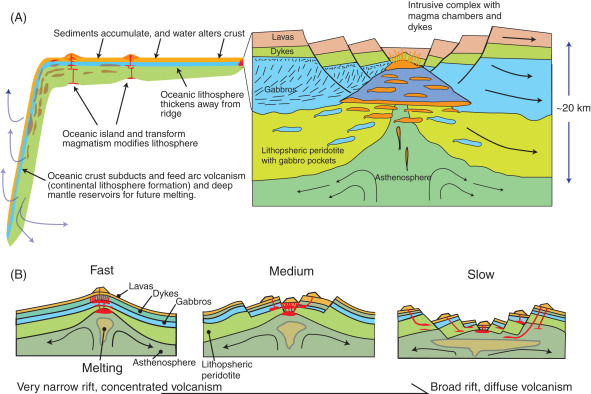 (A)
Sediments accumulate, and water alters crust
Oceanic lithosphere
thickens away from
ridge
Oceanic island and transform
magmatism modifies lithosphere
Oceanic crust subducts and feed arc volcanism
(continental lithosphere formation) and deep
mantle reservoirs for future melting.
Intrusive complex with
magma chambers and
dykes
Lavas
Dykes
Gabbros
~20 km
Lithopsheric peridotite
with gabbro pockets
Asthenosphere
(B)
Fast
Medium
Slow
Lavas
Dykes
Gabbros
Melting
Asthenosphere
Lithopsheric
peridotite
Very narrow rift, concentrated volcanism
Broad rift, diffuse volcanism